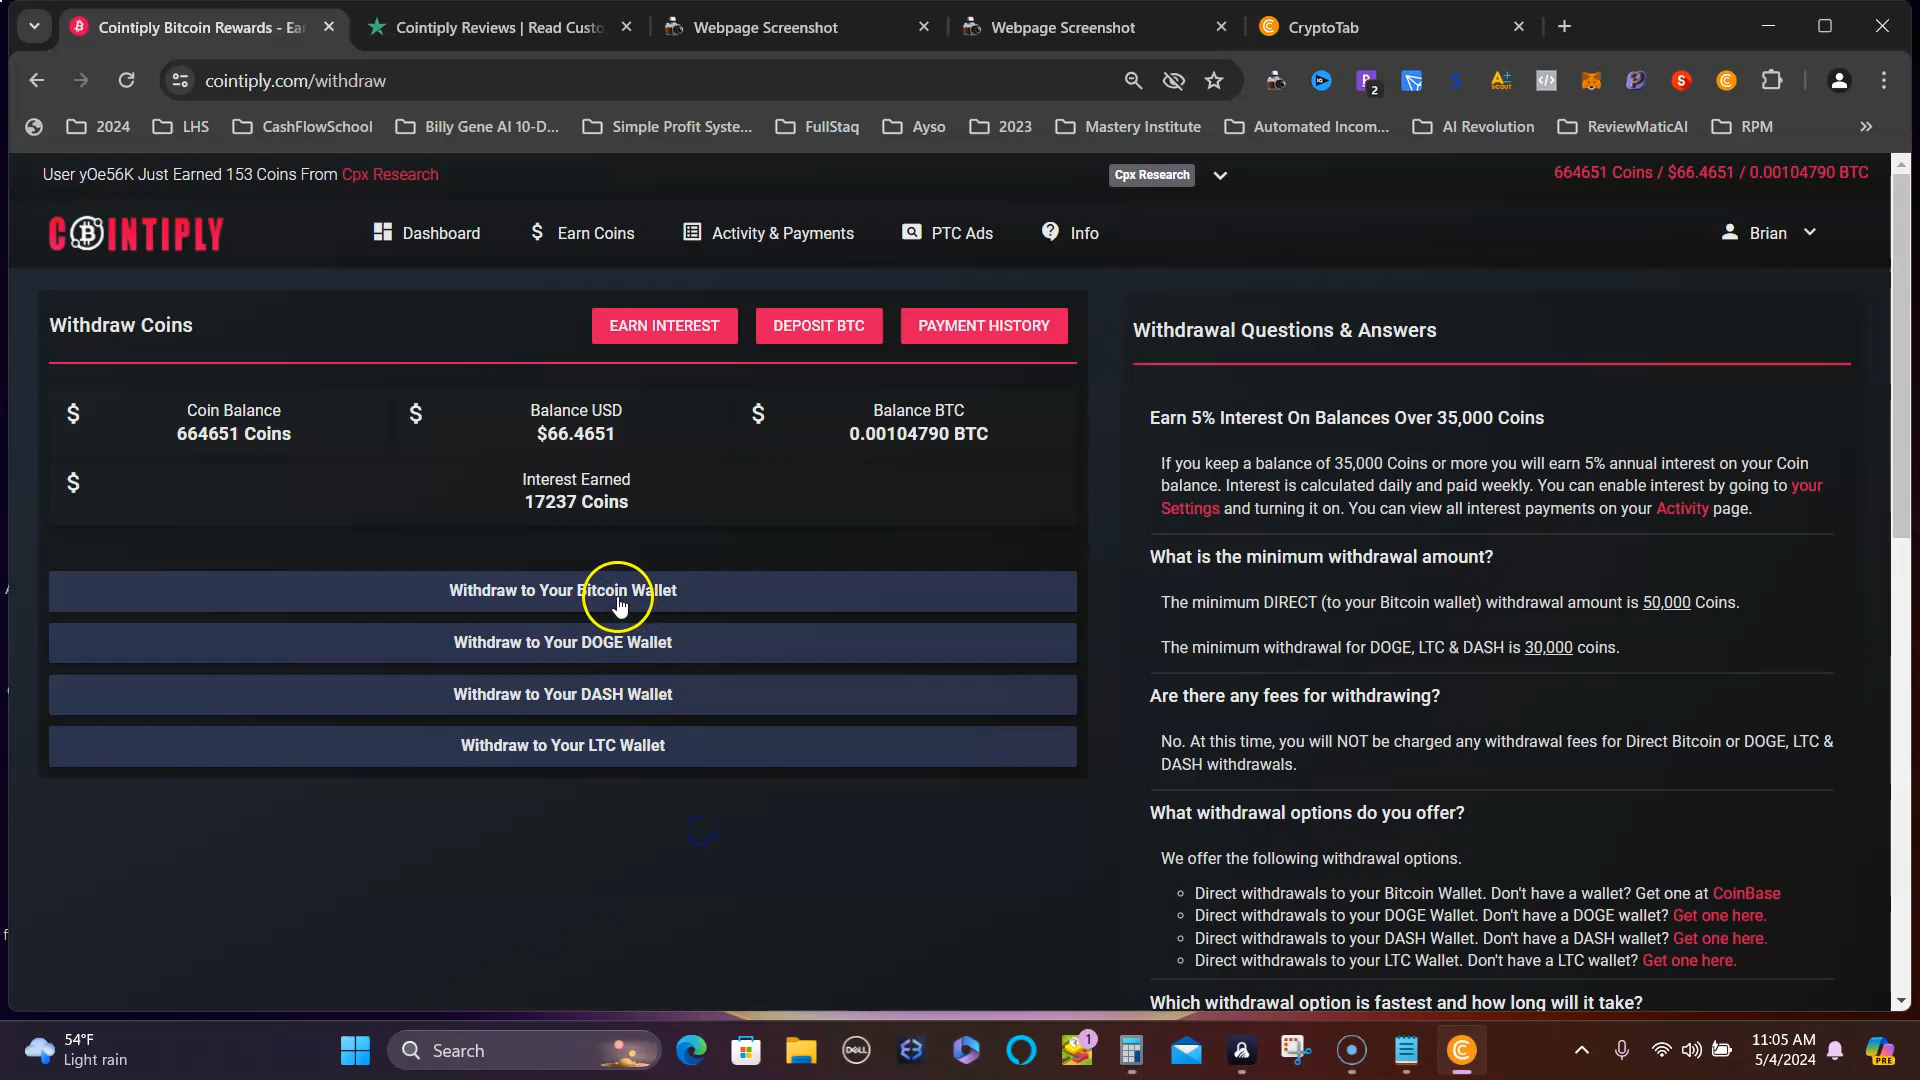 Cointiply Bitcoin Rewards - Ear
Cointiply Reviews | Read Custo
Webpage Screenshot
Webpage Screenshot
CryptoTab
cointiply.com/withdraw
2
2024
LHS
CashFlowSchool
Billy Gene AI 10-D...
Simple Profit Syste...
FullStaq
Ayso
2023
Mastery Institute
Automated Incom...
AI Revolution
ReviewMaticAI
RPM
User yOe56K Just Earned 153 Coins From Cpx Research
Cpx Research
664651 Coins / $66.4651 / 0.00104790 BTC
COINTIPLY
Dashboard
Earn Coins
Activity & Payments
PTC Ads
Info
Brian
Withdraw Coins
EARN INTEREST
DEPOSIT BTC
PAYMENT HISTORY
Coin Balance
664651 Coins
Balance USD
$66.4651
Balance BTC
0.00104790 BTC
Interest Earned
17237 Coins
Withdraw to Your Bitcoin Wallet
Withdraw to Your DOGE Wallet
Withdraw to Your DASH Wallet
Withdraw to Your LTC Wallet
Withdrawal Questions & Answers
Earn 5% Interest On Balances Over 35,000 Coins
If you keep a balance of 35,000 Coins or more you will earn 5% annual interest on your Coin
balance. Interest is calculated daily and paid weekly. You can enable interest by going to your
Settings and turning it on. You can view all interest payments on your Activity page.
What is the minimum withdrawal amount?
The minimum DIRECT (to your Bitcoin wallet) withdrawal amount is 50,000 Coins.
The minimum withdrawal for DOGE, LTC & DASH is 30,000 coins.
Are there any fees for withdrawing?
No. At this time, you will NOT be charged any withdrawal fees for Direct Bitcoin or DOGE, LTC &
DASH withdrawals.
What withdrawal options do you offer?
We offer the following withdrawal options.
Direct withdrawals to your Bitcoin Wallet. Don't have a wallet? Get one at CoinBase
Direct withdrawals to your DOGE Wallet. Don't have a DOGE wallet? Get one here.
Direct withdrawals to your DASH Wallet. Don't have a DASH wallet? Get one here.
Direct withdrawals to your LTC Wallet. Don't have a LTC wallet? Get one here.
Which withdrawal option is fastest and how long will it take?
54°F
Light rain
Search
DELL
1
11:05 AM
5/4/2024
PRE